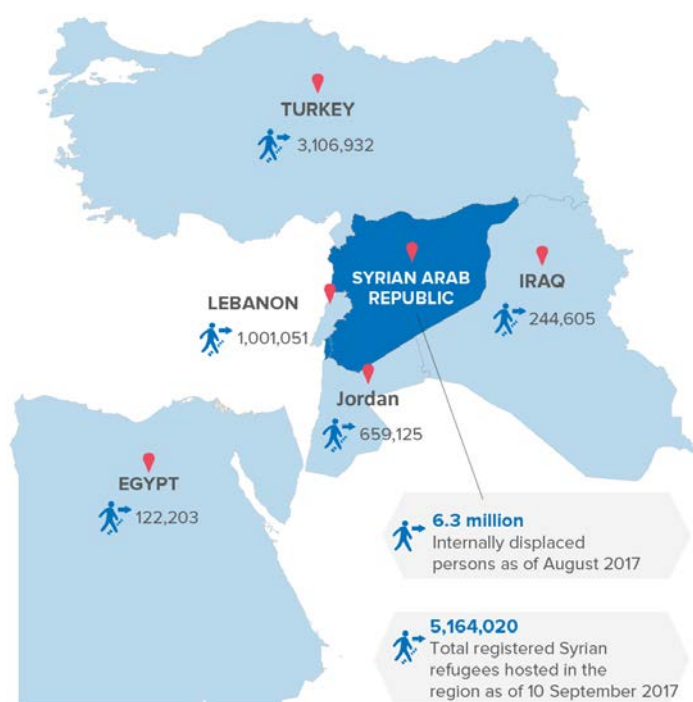 TURKEY
3,106,932
SYRIAN ARAB
REPUBLIC
IRAQ
244,605
LEBANON
1,001,051
Jordan
659,125
EGYPT
122,203
6.3 million
Internally displaced
persons as of August 2017
5,164,020
Total registered Syrian
refugees hosted in the
region as of 10 September 2017